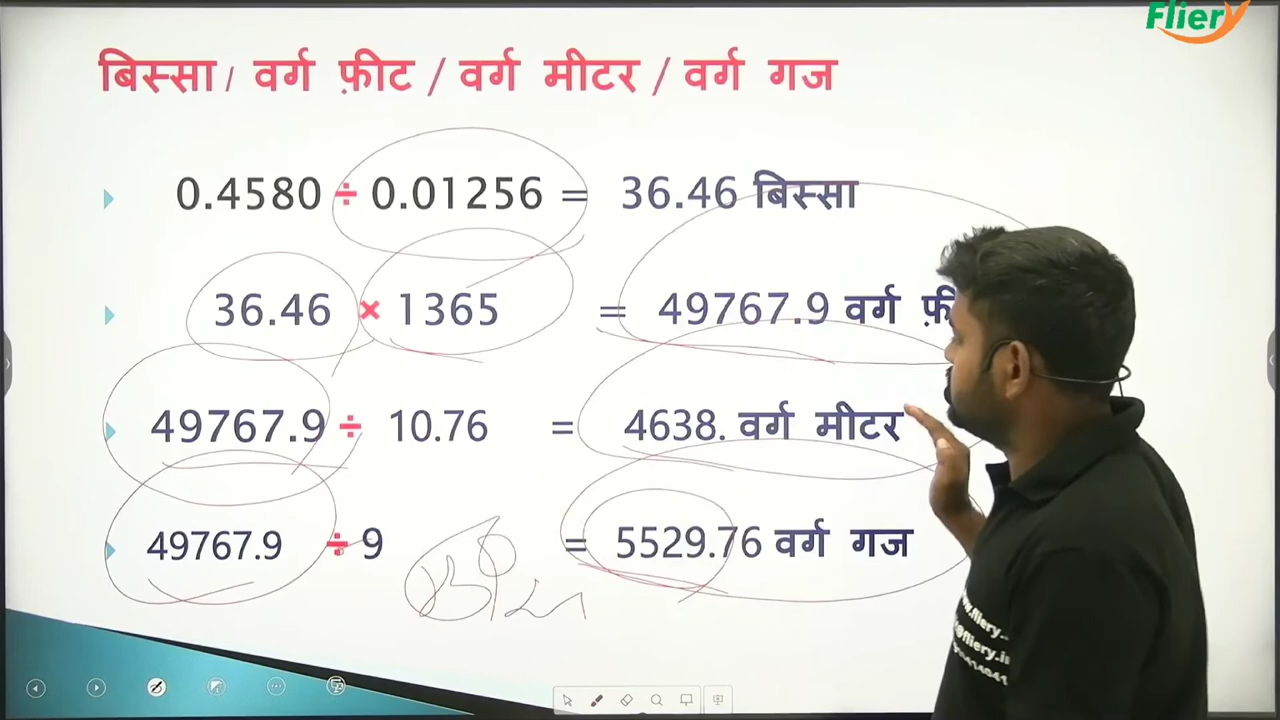 Fliery
बिस्सा / वर्ग फ़ीट / वर्ग मीटर / वर्ग गज
0.4580 ÷ 0.01256 = 36.46 बिस्सा
36.46 × 1365 = 49767.9 वर्ग
49767.9 ÷ 10.76 = 4638. वर्ग मीटर
49767.9 ÷ 9 = 5529.76 वर्ग गज